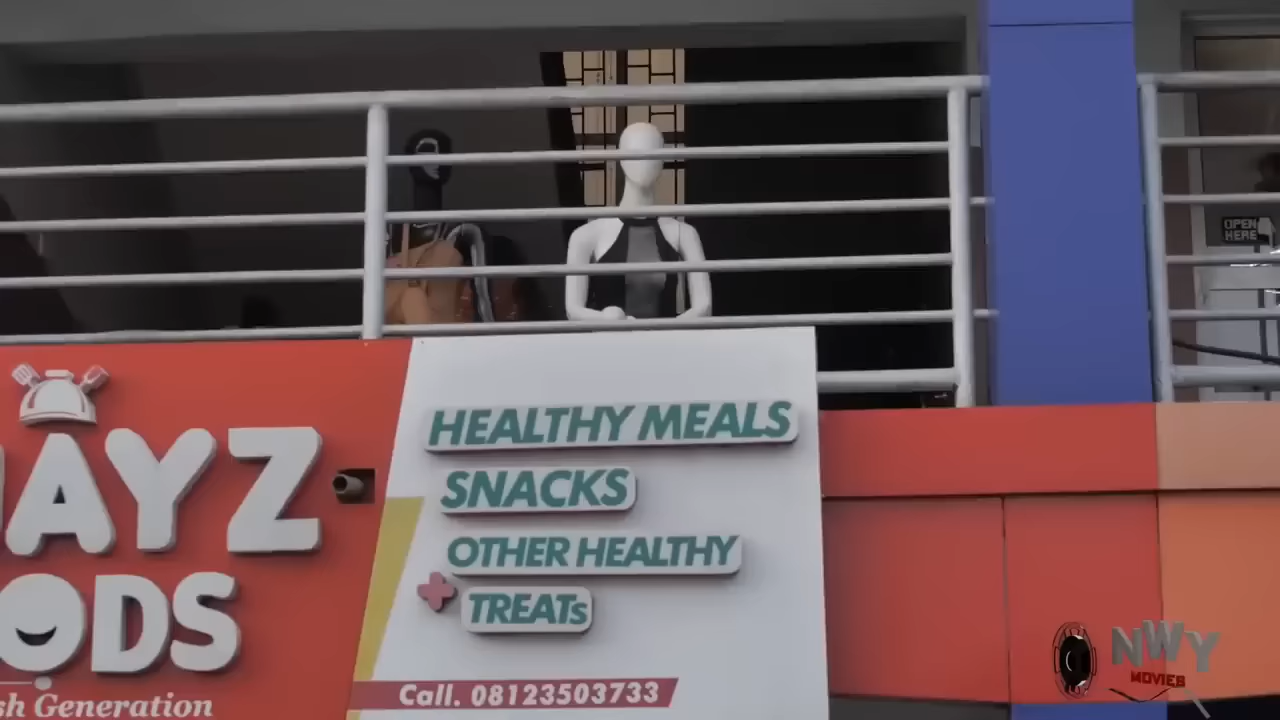 OPEN
HERE
AYZ
ODS
sh Generation
HEALTHY MEALS
SNACKS
OTHER HEALTHY
+ TREATs
Call. 08123503733
NWY
MOVIES